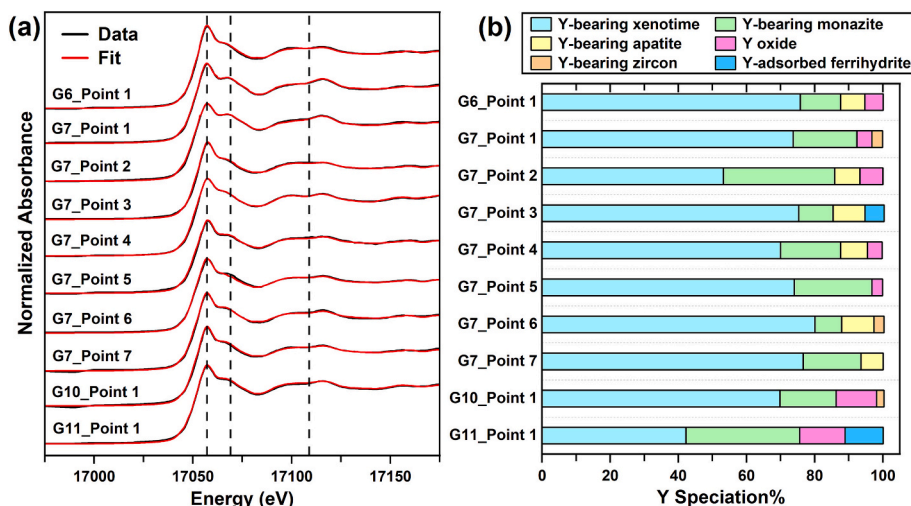 (a)
Data
Fit
G6_Point 1
G7_Point 1
G7_Point 2
G7_Point 3
G7_Point 4
G7_Point 5
G7_Point 6
G7_Point 7
G10_Point 1
G11_Point 1
Normalized Absorbance
17000 17050 17100 17150
Energy (eV)
(b)
Y-bearing xenotime Y-bearing monazite
Y-bearing apatite Y oxide
Y-bearing zircon Y-adsorbed ferrihydrite
G6_Point 1
G7_Point 1
G7_Point 2
G7_Point 3
G7_Point 4
G7_Point 5
G7_Point 6
G7_Point 7
G10_Point 1
G11_Point 1
0 20 40 60 80 100
Y Speciation%